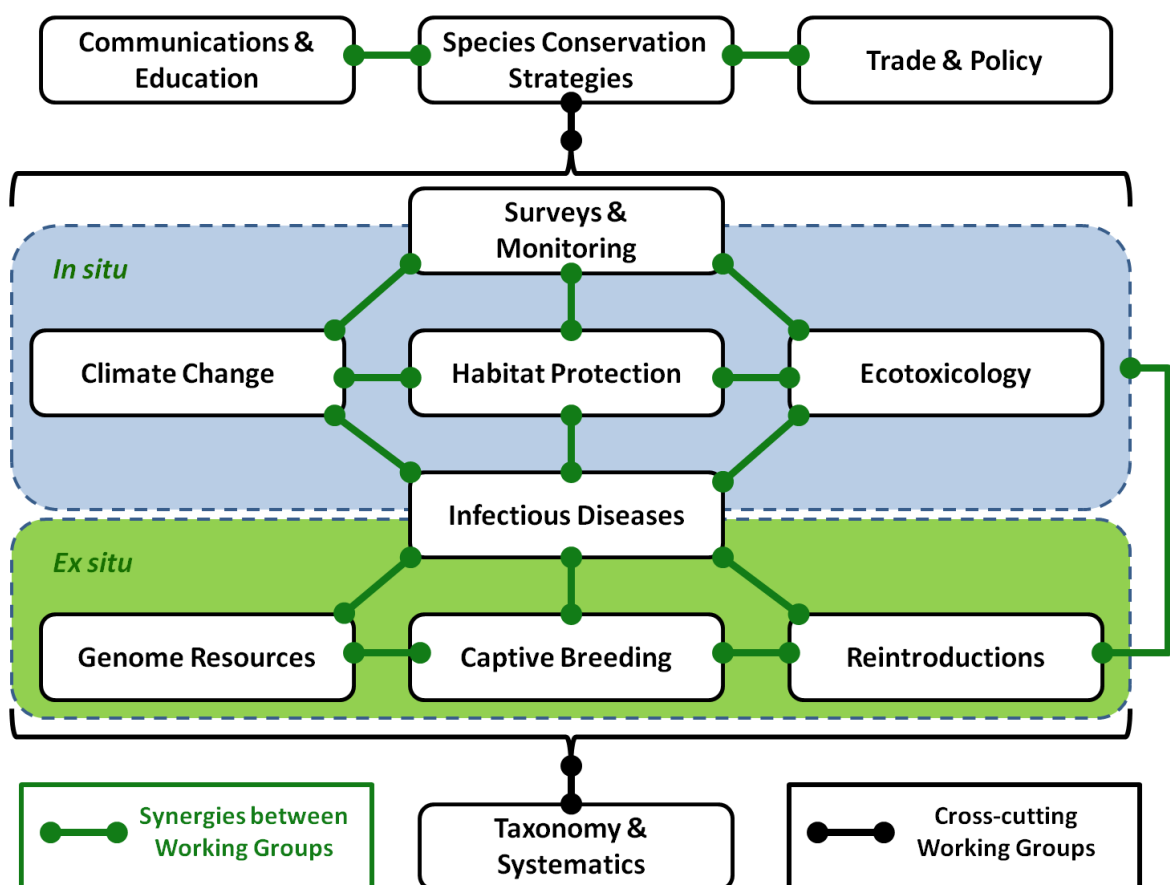 Communications &
Education
Species Conservation
Strategies
Trade & Policy
Surveys &
Monitoring
In situ
Climate Change
Habitat Protection
Ecotoxicology
Infectious Diseases
Ex situ
Genome Resources
Captive Breeding
Reintroductions
Synergies between
Working Groups
Taxonomy &
Systematics
Cross-cutting
Working Groups